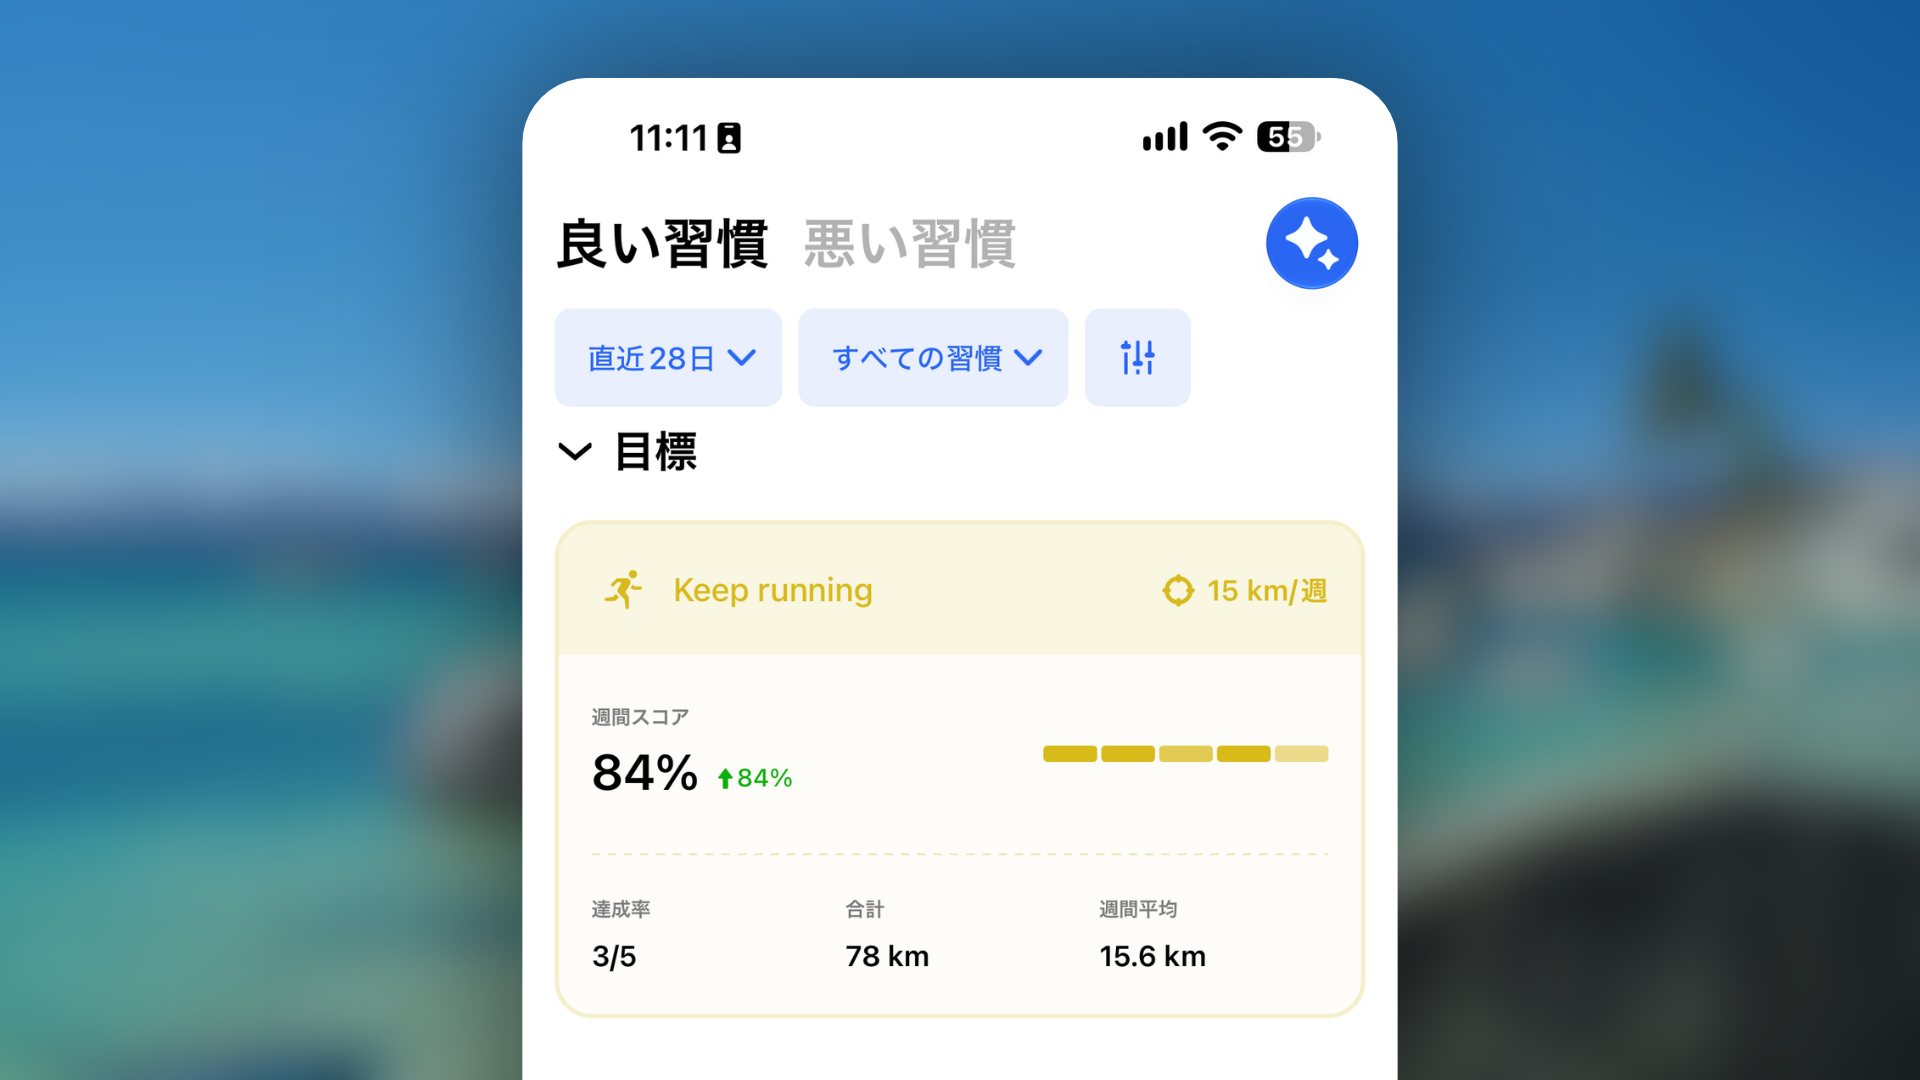 11:11
55
良い習慣 悪い習慣
直近28日 すべての習慣
目標
Keep running 15 km/週
週間スコア
84% 84%
達成率 合計 週間平均
3/5 78 km 15.6 km